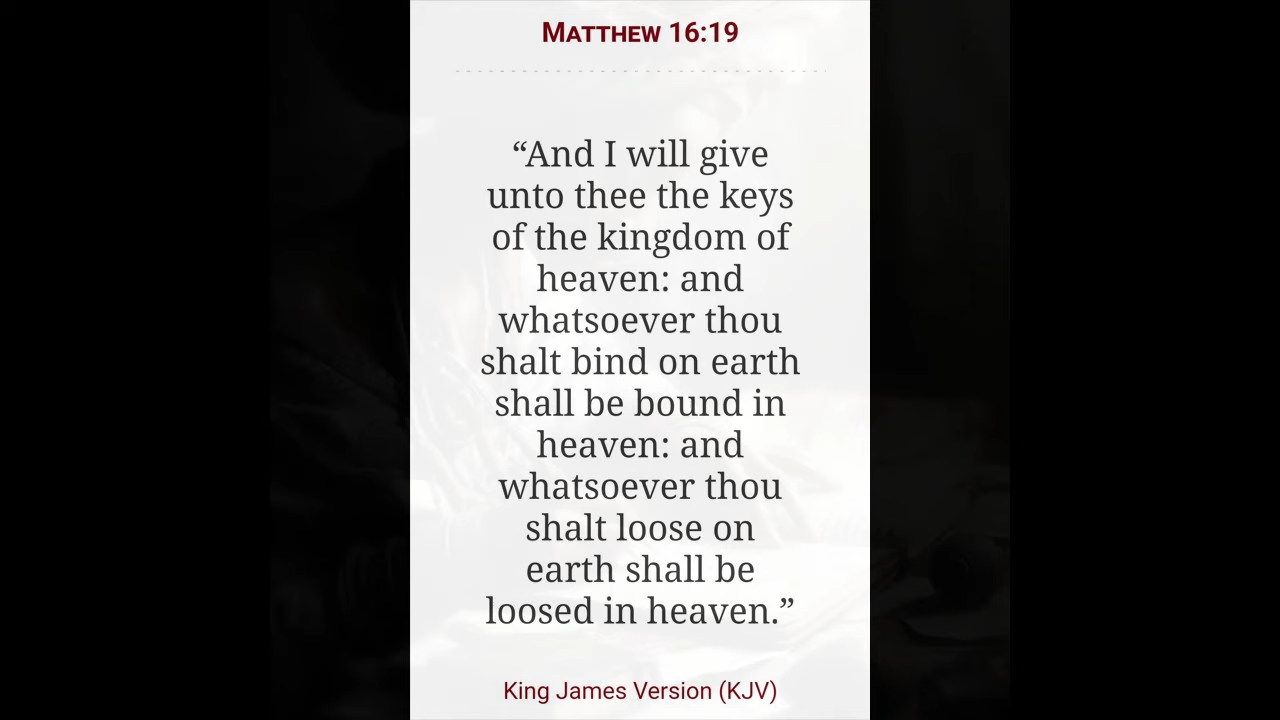 Matthew 16:19
“And I will give
unto thee the keys
of the kingdom of
heaven: and
whatsoever thou
shalt bind on earth
shall be bound in
heaven: and
whatsoever thou
shalt loose on
earth shall be
loosed in heaven.”
King James Version (KJV)